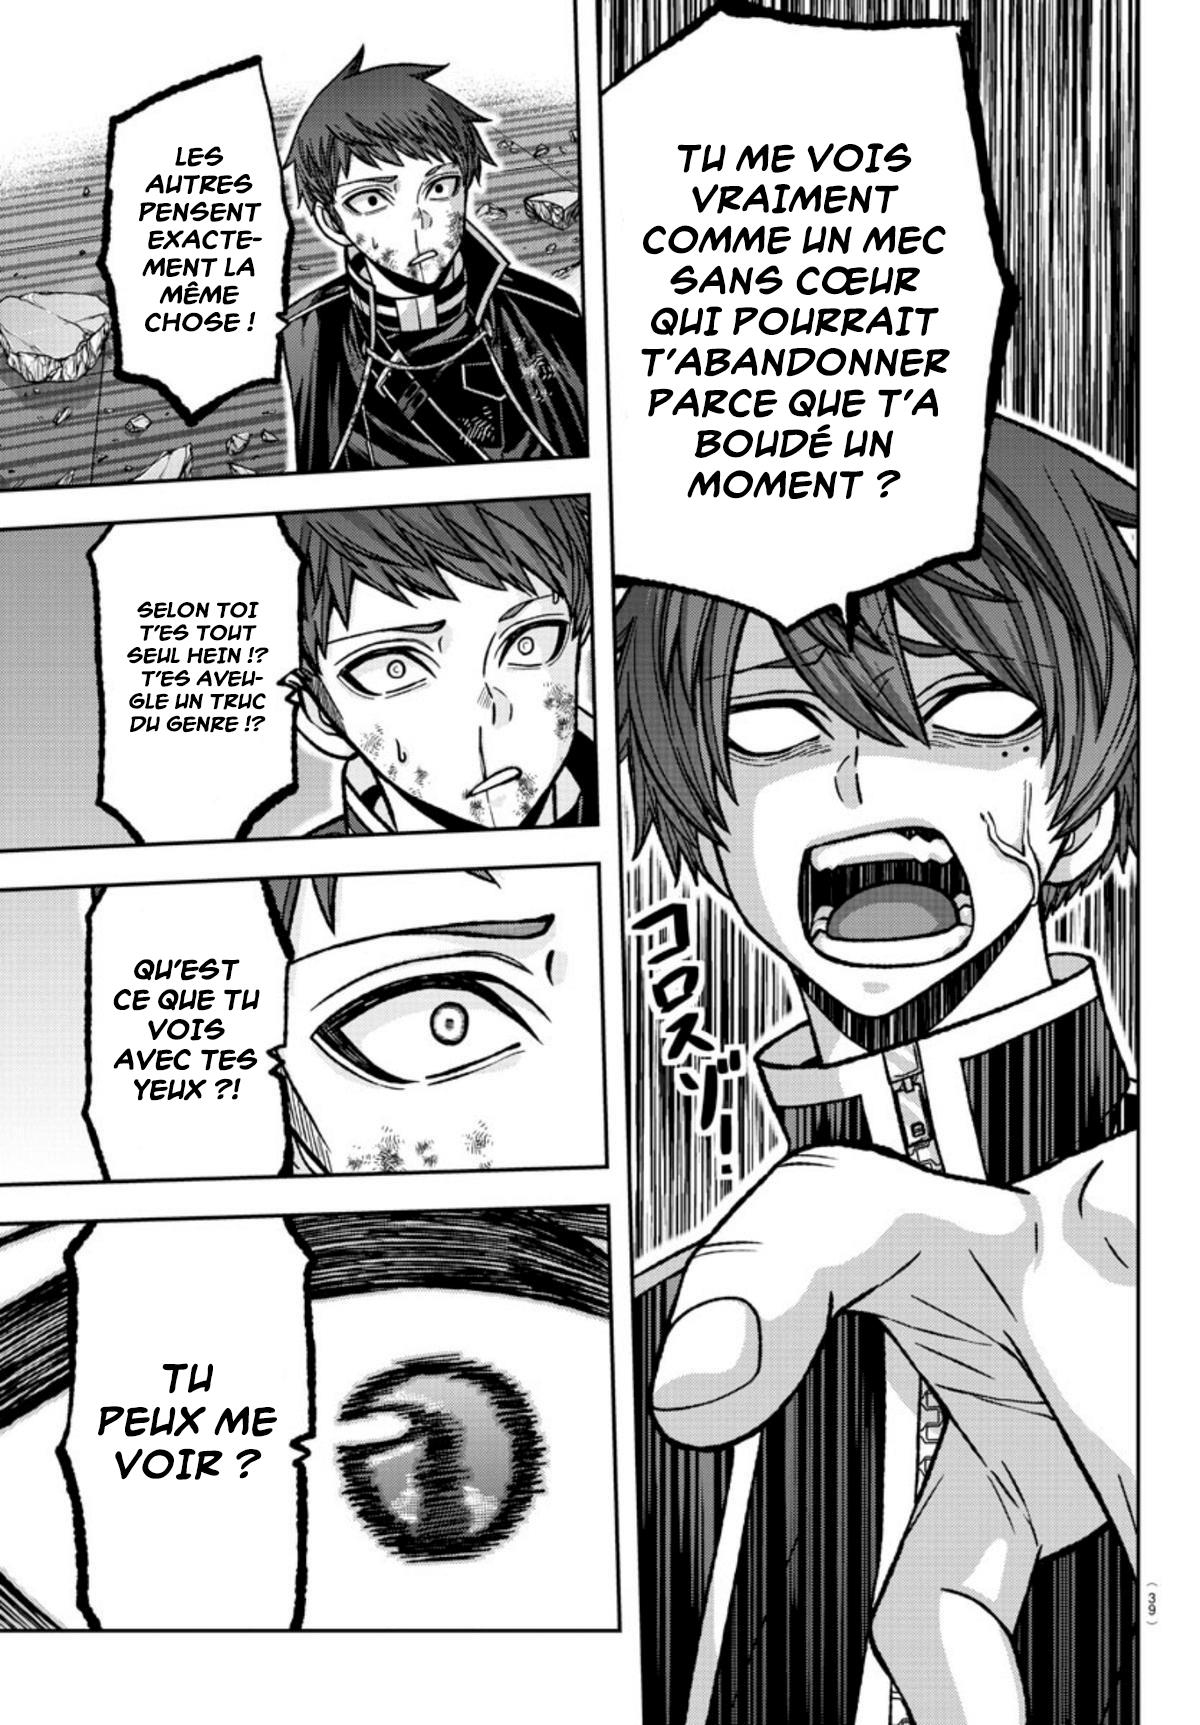 TU ME VOIS
VRAIMENT
COMME UN MEC
SANS CŒUR
QUI POURRAIT
T'ABANDONNER
PARCE QUE T'A
BOUDÉ UN
MOMENT ?
コロスゾー!
LES
AUTRES
PENSENT
EXACTE-
MENT LA
MÊME
CHOSE !
SELON TOI
T'ES TOUT
SEUL HEIN !?
T'ES AVEU-
GLE UN TRUC
DU GENRE !?
QU'EST
CE QUE TU
VOIS
AVEC TES
YEUX ?!
TU
PEUX ME
VOIR ?
(39)